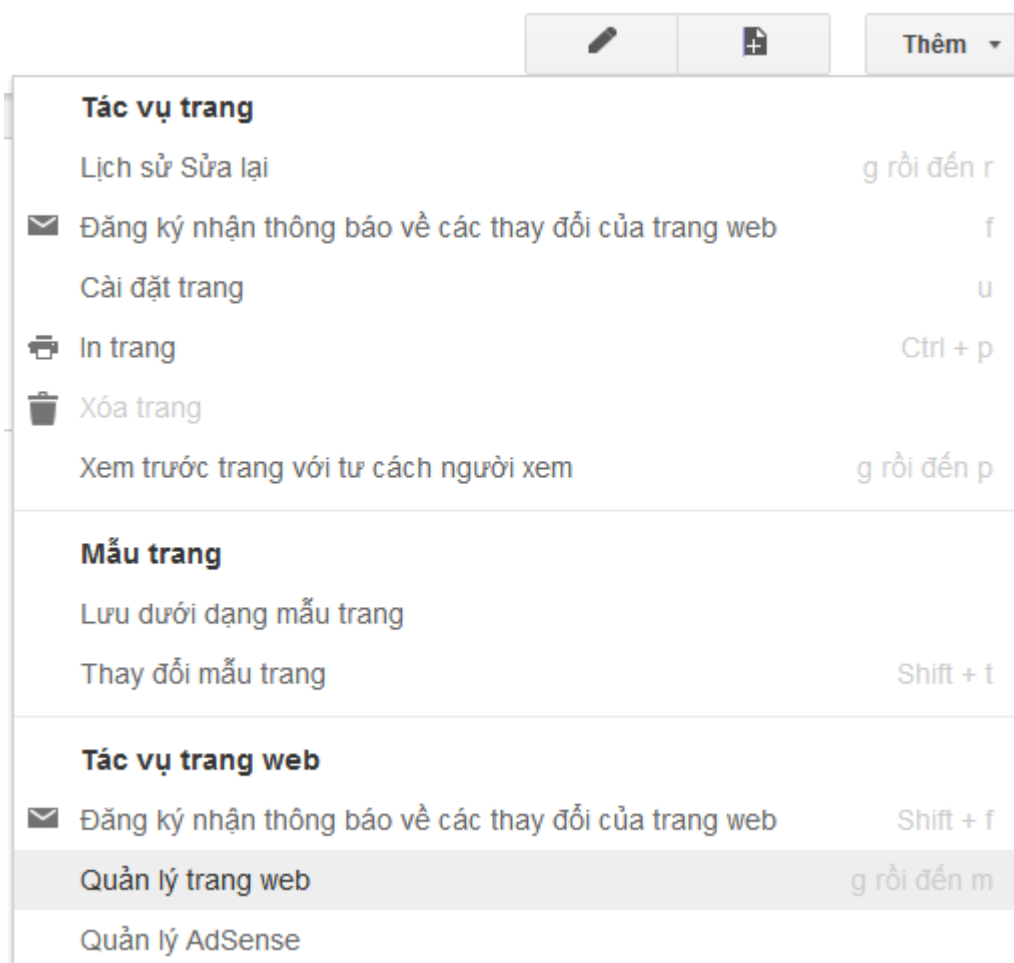 Thêm
Tác vụ trang
Lịch sử Sửa lại g rồi đến r
Đăng ký nhận thông báo về các thay đổi của trang web f
Cài đặt trang u
In trang Ctrl + p
Xóa trang
Xem trước trang với tư cách người xem g rồi đến p
Mẫu trang
Lưu dưới dạng mẫu trang
Thay đổi mẫu trang Shift + t
Tác vụ trang web
Đăng ký nhận thông báo về các thay đổi của trang web Shift + f
Quản lý trang web g rồi đến m
Quản lý AdSense